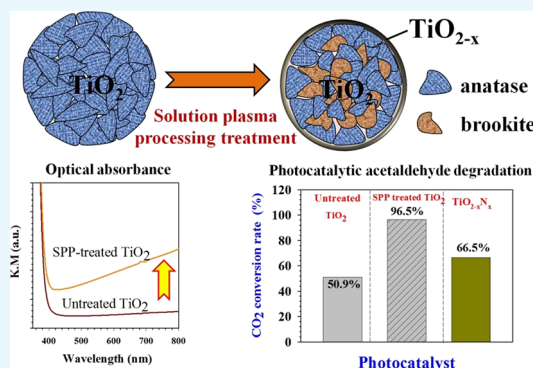 TiO2-x
TiO2
TiO2
Solution plasma
processing treatment
anatase
brookite
Optical absorbance
K.M (a.u.)
SPP-treated TiO2
Untreated TiO2
400 500 600 700 800
Wavelength (nm)
Photocatalytic acetaldehyde degradation
CO2 conversion rate (%)
120
100
80
60
40
20
0
Untreated
TiO2
SPP treated TiO2
TiO2-xNx
50.9%
96.5%
66.5%
Photocatalyst